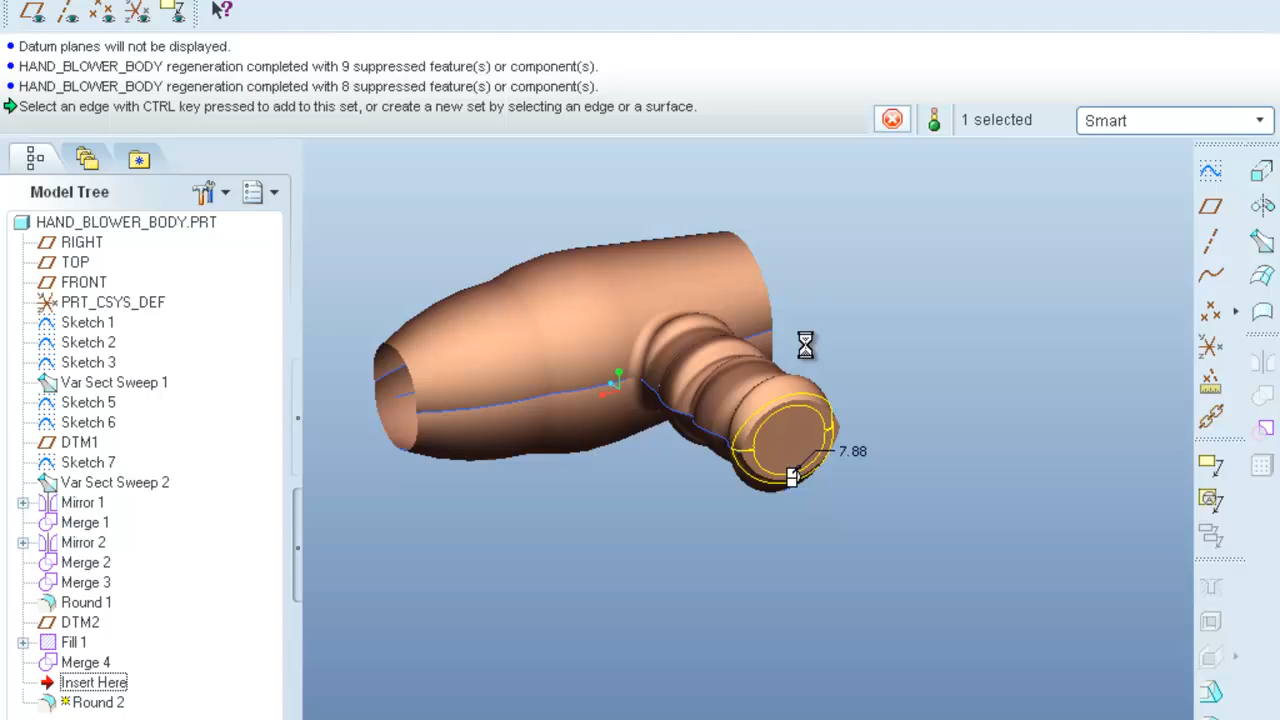 Datum planes will not be displayed.
HAND_BLOWER_BODY regeneration completed with 9 suppressed feature(s) or component(s).
HAND_BLOWER_BODY regeneration completed with 8 suppressed feature(s) or component(s).
Select an edge with CTRL key pressed to add to this set, or create a new set by selecting an edge or a surface.
1 selected
Smart
Model Tree
HAND_BLOWER_BODY.PRT
RIGHT
TOP
FRONT
PRT_CSYS_DEF
Sketch 1
Sketch 2
Sketch 3
Var Sect Sweep 1
Sketch 5
Sketch 6
DTM1
Sketch 7
Var Sect Sweep 2
Mirror 1
Merge 1
Mirror 2
Merge 2
Merge 3
Round 1
DTM2
Fill 1
Merge 4
Insert Here
Round 2
7.88